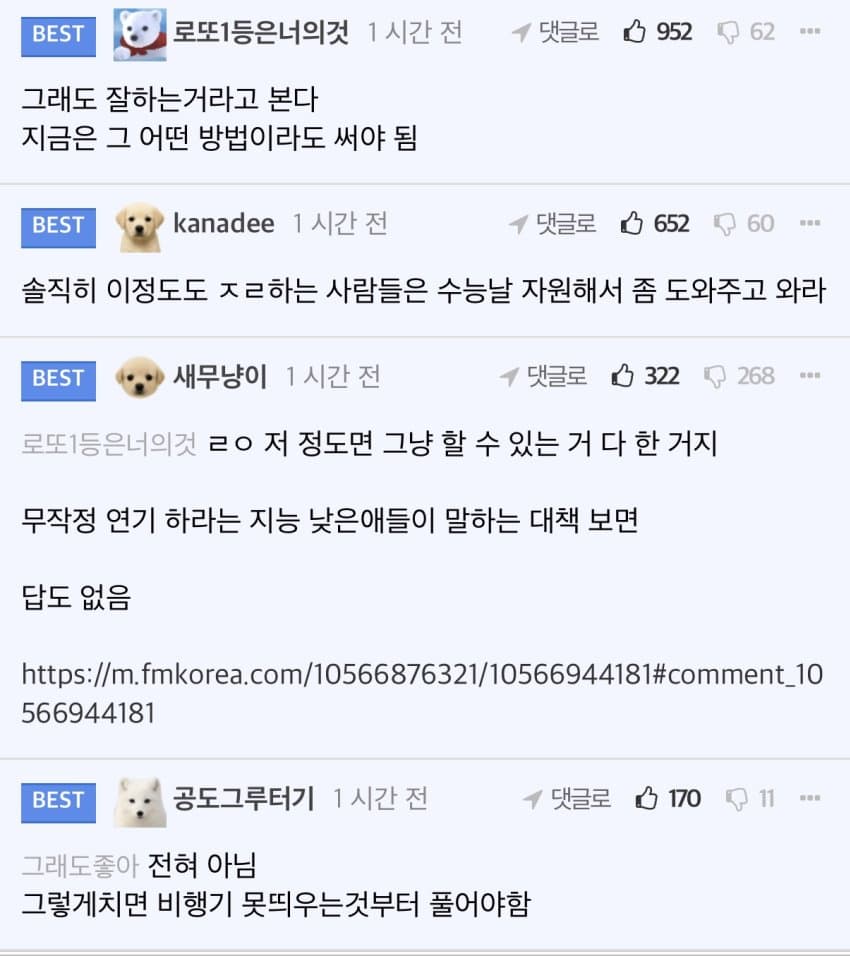 BEST 로또1등은너의것 1 시간 전 댓글로 952 62
그래도 잘하는거라고 본다
지금은 그 어떤 방법이라도 써야 됨
BEST kanadee 1 시간 전 댓글로 652 60
솔직히 이정도도 ㅈㄹ하는 사람들은 수능날 자원해서 좀 도와주고 와라
BEST 새무냥이 1 시간 전 댓글로 322 268
로또1등은너의것 ㄹㅇ 저 정도면 그냥 할 수 있는 거 다 한 거지
무작정 연기 하라는 지능 낮은애들이 말하는 대책 보면
답도 없음
https://m.fmkorea.com/10566876321/10566944181#comment_10
566944181
BEST 공도그루터기 1 시간 전 댓글로 170 11
그래도좋아 전혀 아님
그렇게치면 비행기 못띄우는것부터 풀어야함